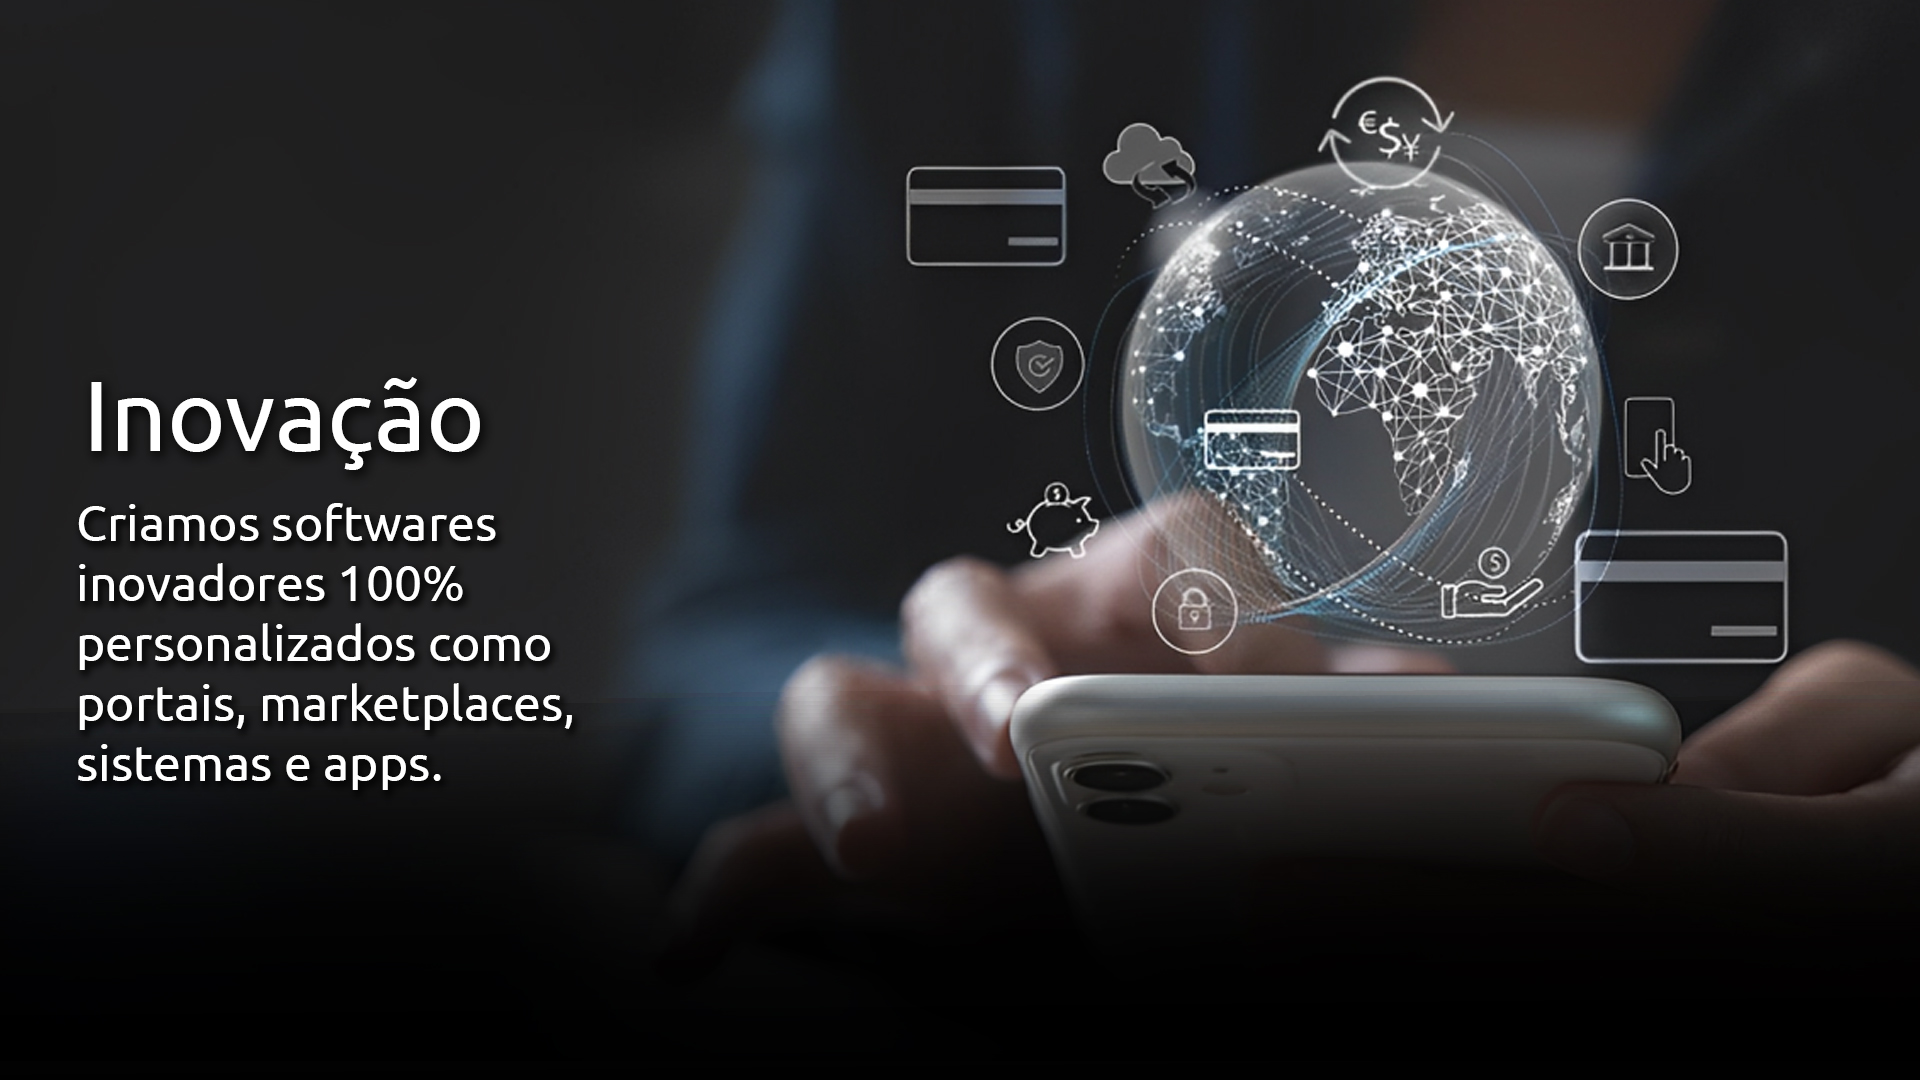 €$¥
Inovação
Criamos softwares
inovadores 100%
personalizados como
portais, marketplaces,
sistemas e apps.
$
$